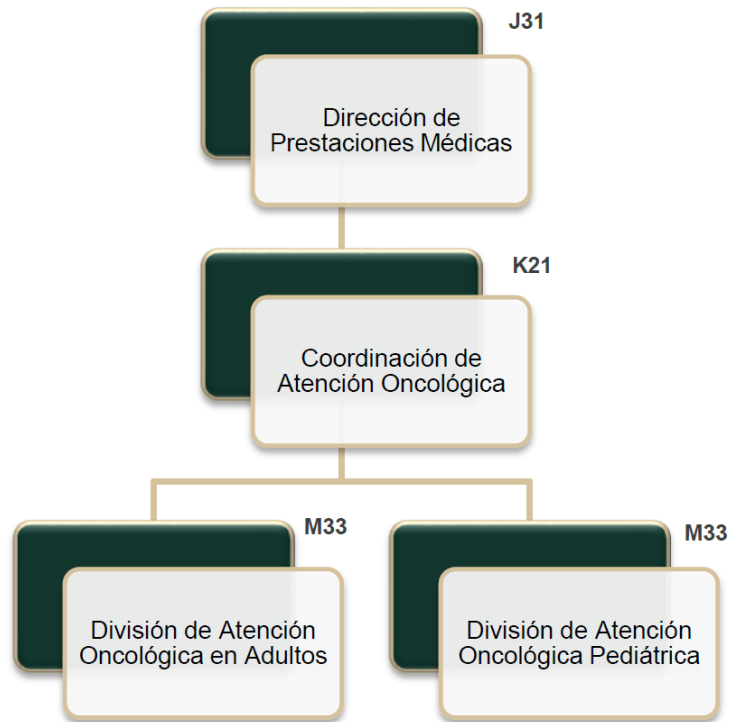 J31
Dirección de
Prestaciones Médicas
K21
Coordinación de
Atención Oncológica
M33
División de Atención
Oncológica en Adultos
M33
División de Atención
Oncológica Pediátrica